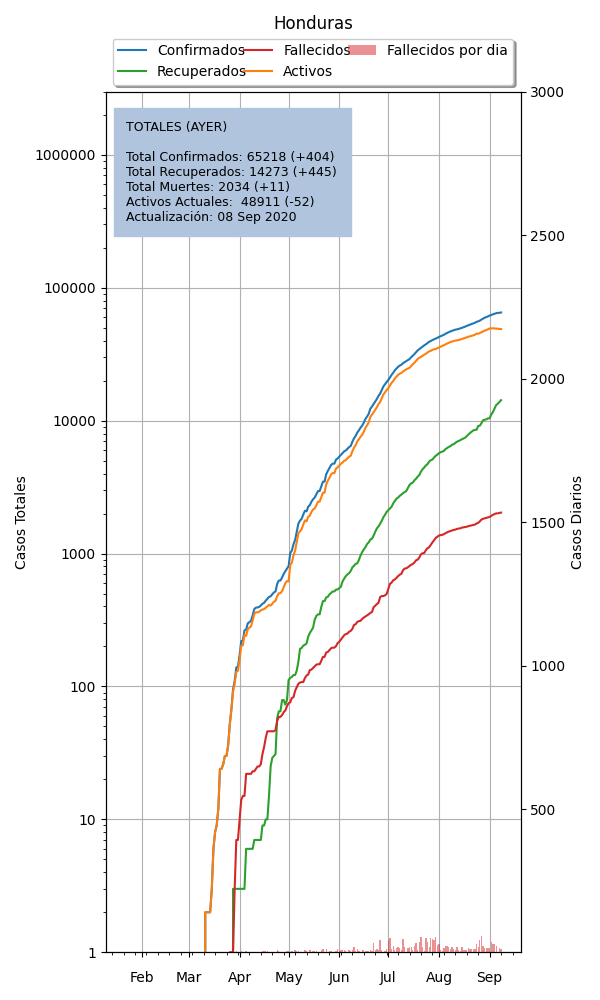 Honduras
Confirmados
Fallecidos
Fallecidos por dia
Recuperados
Activos
TOTALES (AYER)
Total Confirmados: 65218 (+404)
Total Recuperados: 14273 (+445)
Total Muertes: 2034 (+11)
Activos Actuales:  48911 (-52)
Actualización: 08 Sep 2020
Casos Totales
1000000
100000
10000
1000
100
10
1
3000
2500
2000
1500
1000
500
Casos Diarios
Feb
Mar
Apr
May
Jun
Jul
Aug
Sep